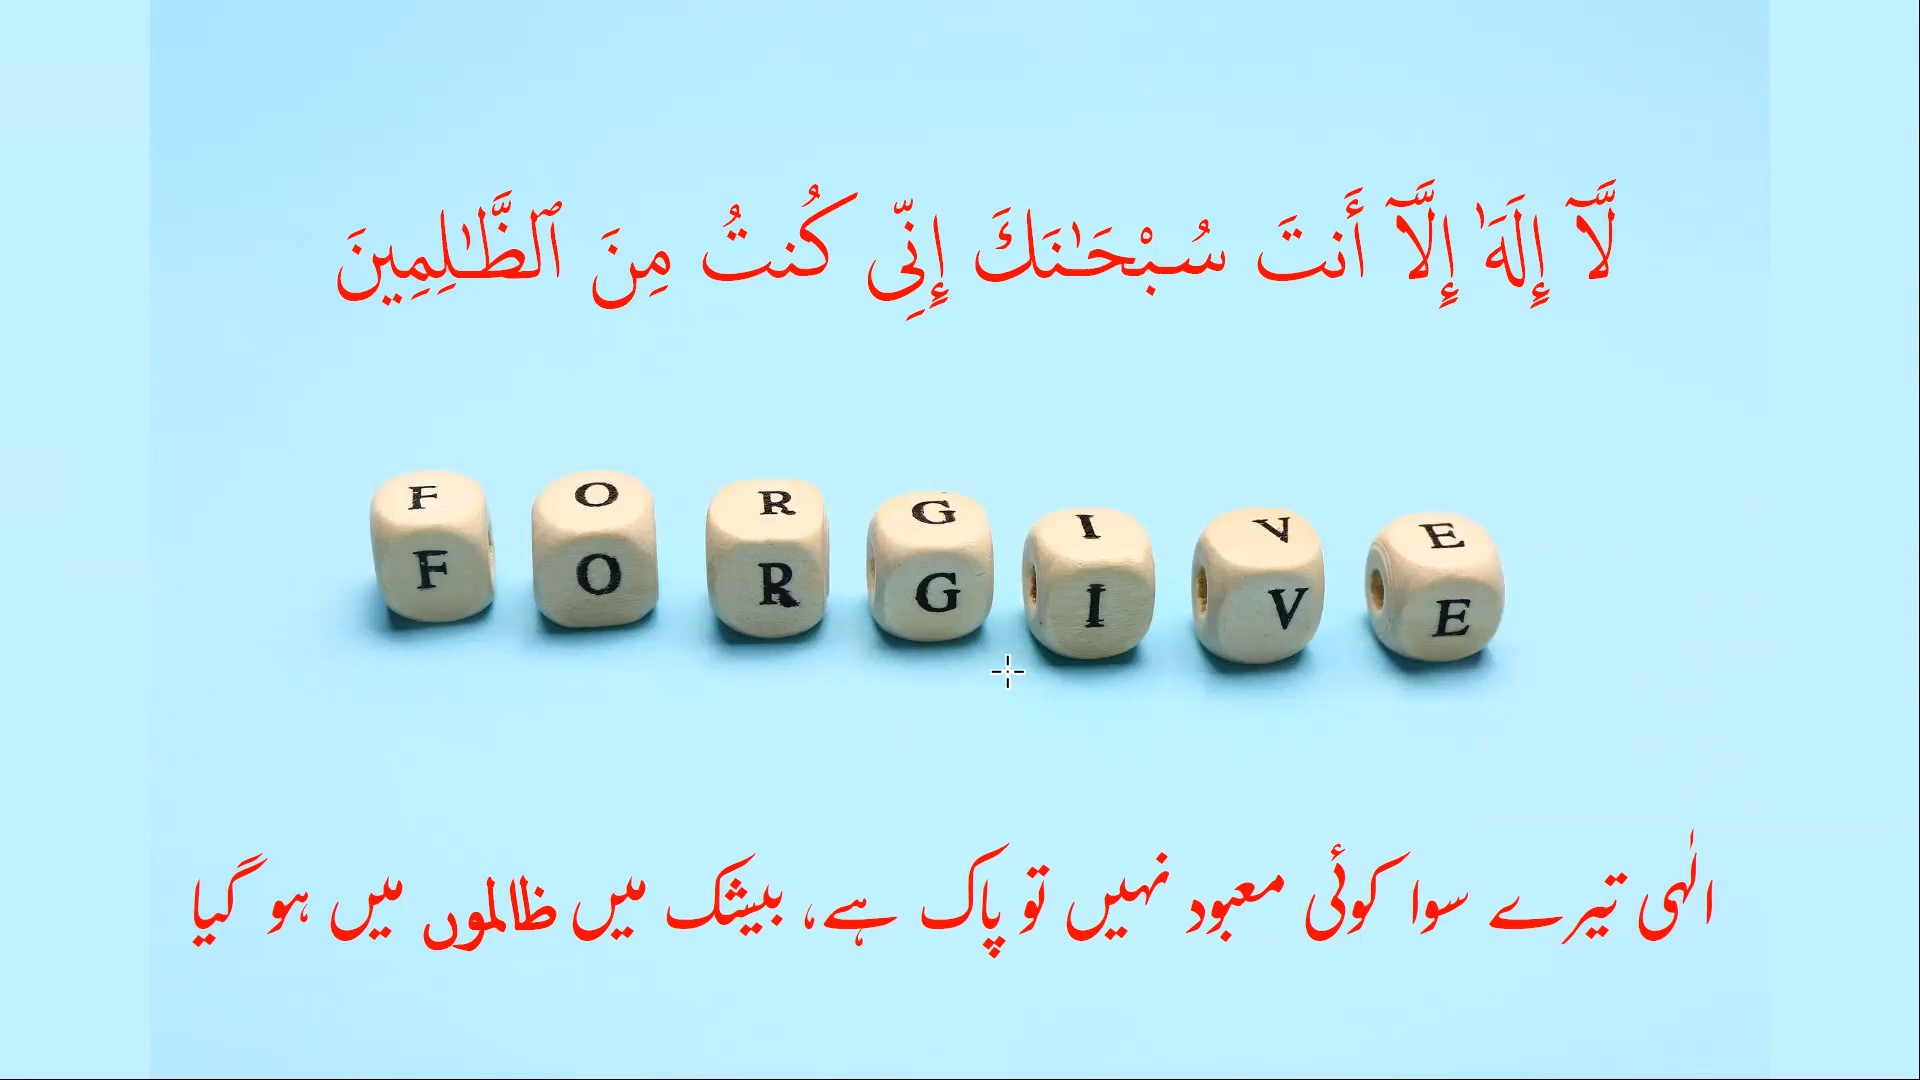 لَّآ إِلَـٰهَ إِلَّآ أَنتَ سُبْحَـٰنَكَ إِنِّى كُنتُ مِنَ ٱلظَّـٰلِمِينَ
F O R G I V E
F O R G I V E
الٰہی تیرے سوا کوئی معبود نہیں تو پاک ہے، بیشک میں ظالموں میں ہو گیا